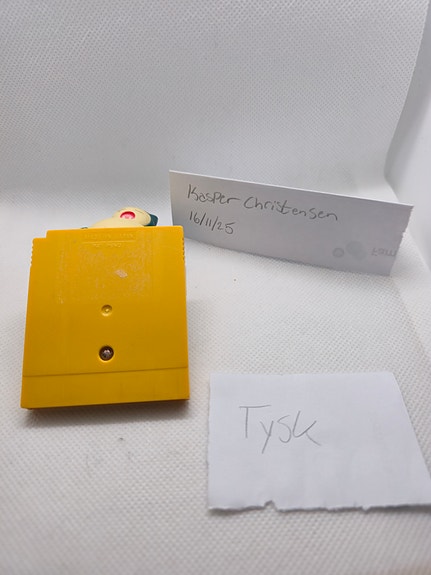 Kasper Christensen
16/11/25
Tysk